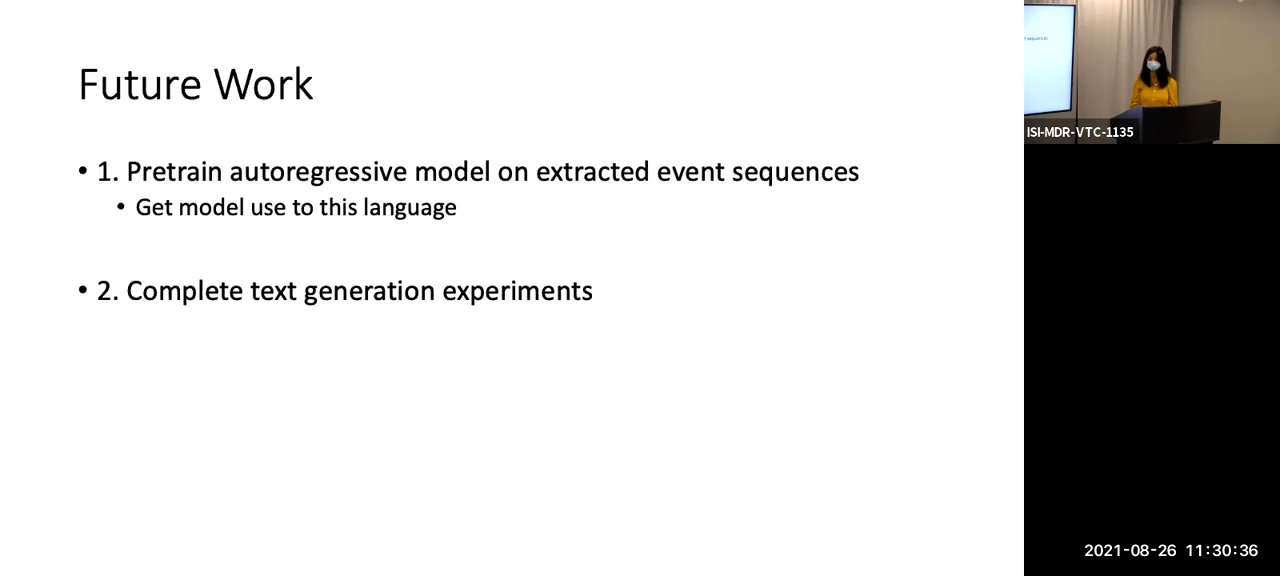 Future Work
• 1. Pretrain autoregressive model on extracted event sequences
• Get model use to this language
• 2. Complete text generation experiments
ISI-MDR-VTC-1135
2021-08-26 11:30:36